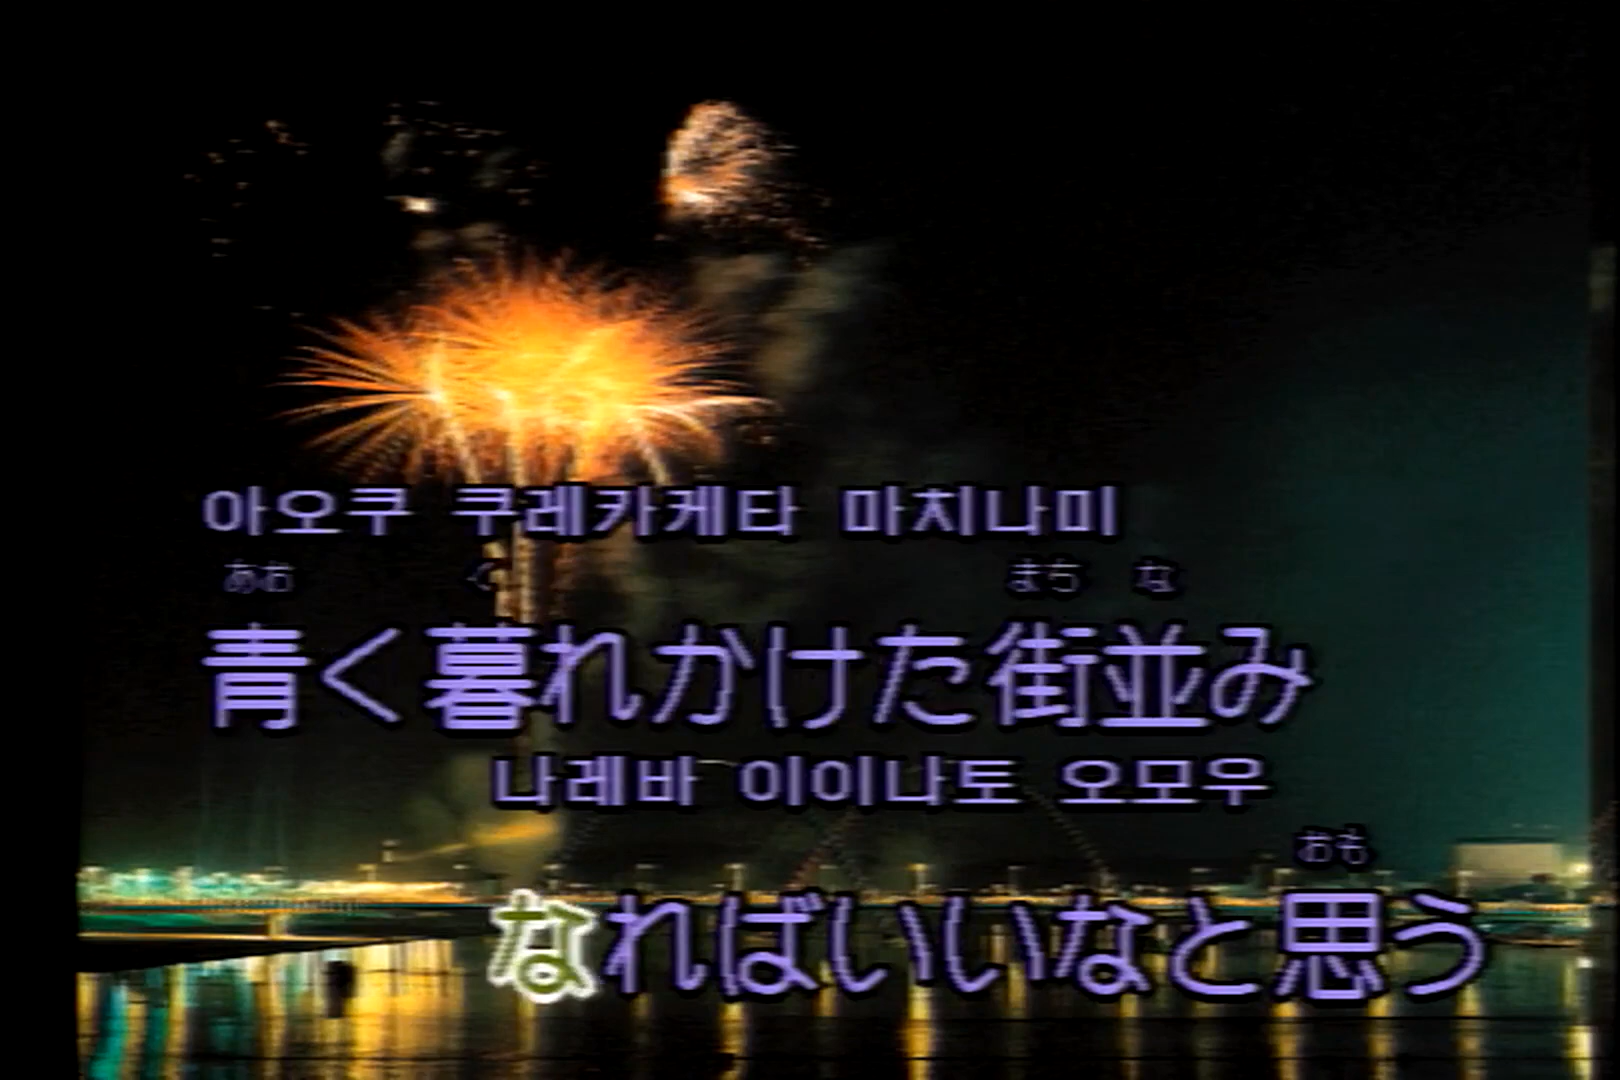 아오쿠 쿠레카케타 마치나미
あお く まち な
青く暮れかけた街並み
나레바 이이나토 오모우
おも
なればいいなと思う